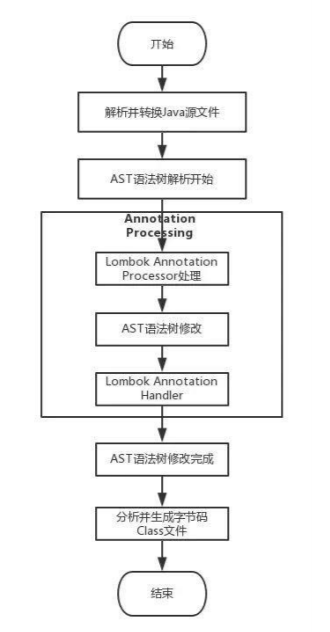 开始
解析并转换Java源文件
AST语法树解析开始
Annotation
Processing
Lombok Annotation
Processor处理
AST语法树修改
Lombok Annotation
Handler
AST语法树修改完成
分析并生成字节码
Class文件
结束